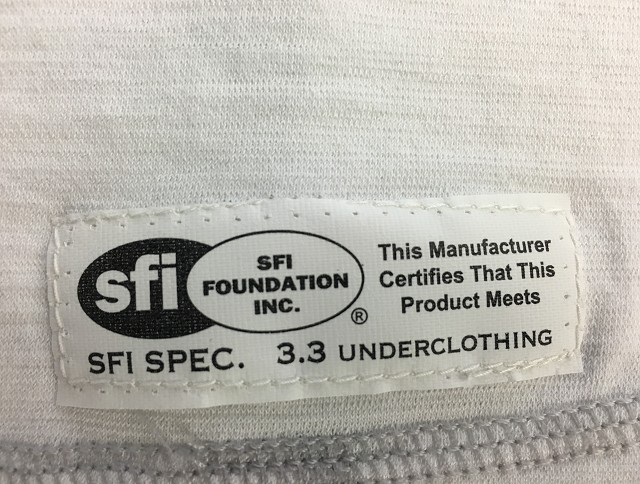 sfi
SFI
FOUNDATION
INC.
®
This Manufacturer
Certifies That This
Product Meets
SFI SPEC. 3.3 UNDERCLOTHING